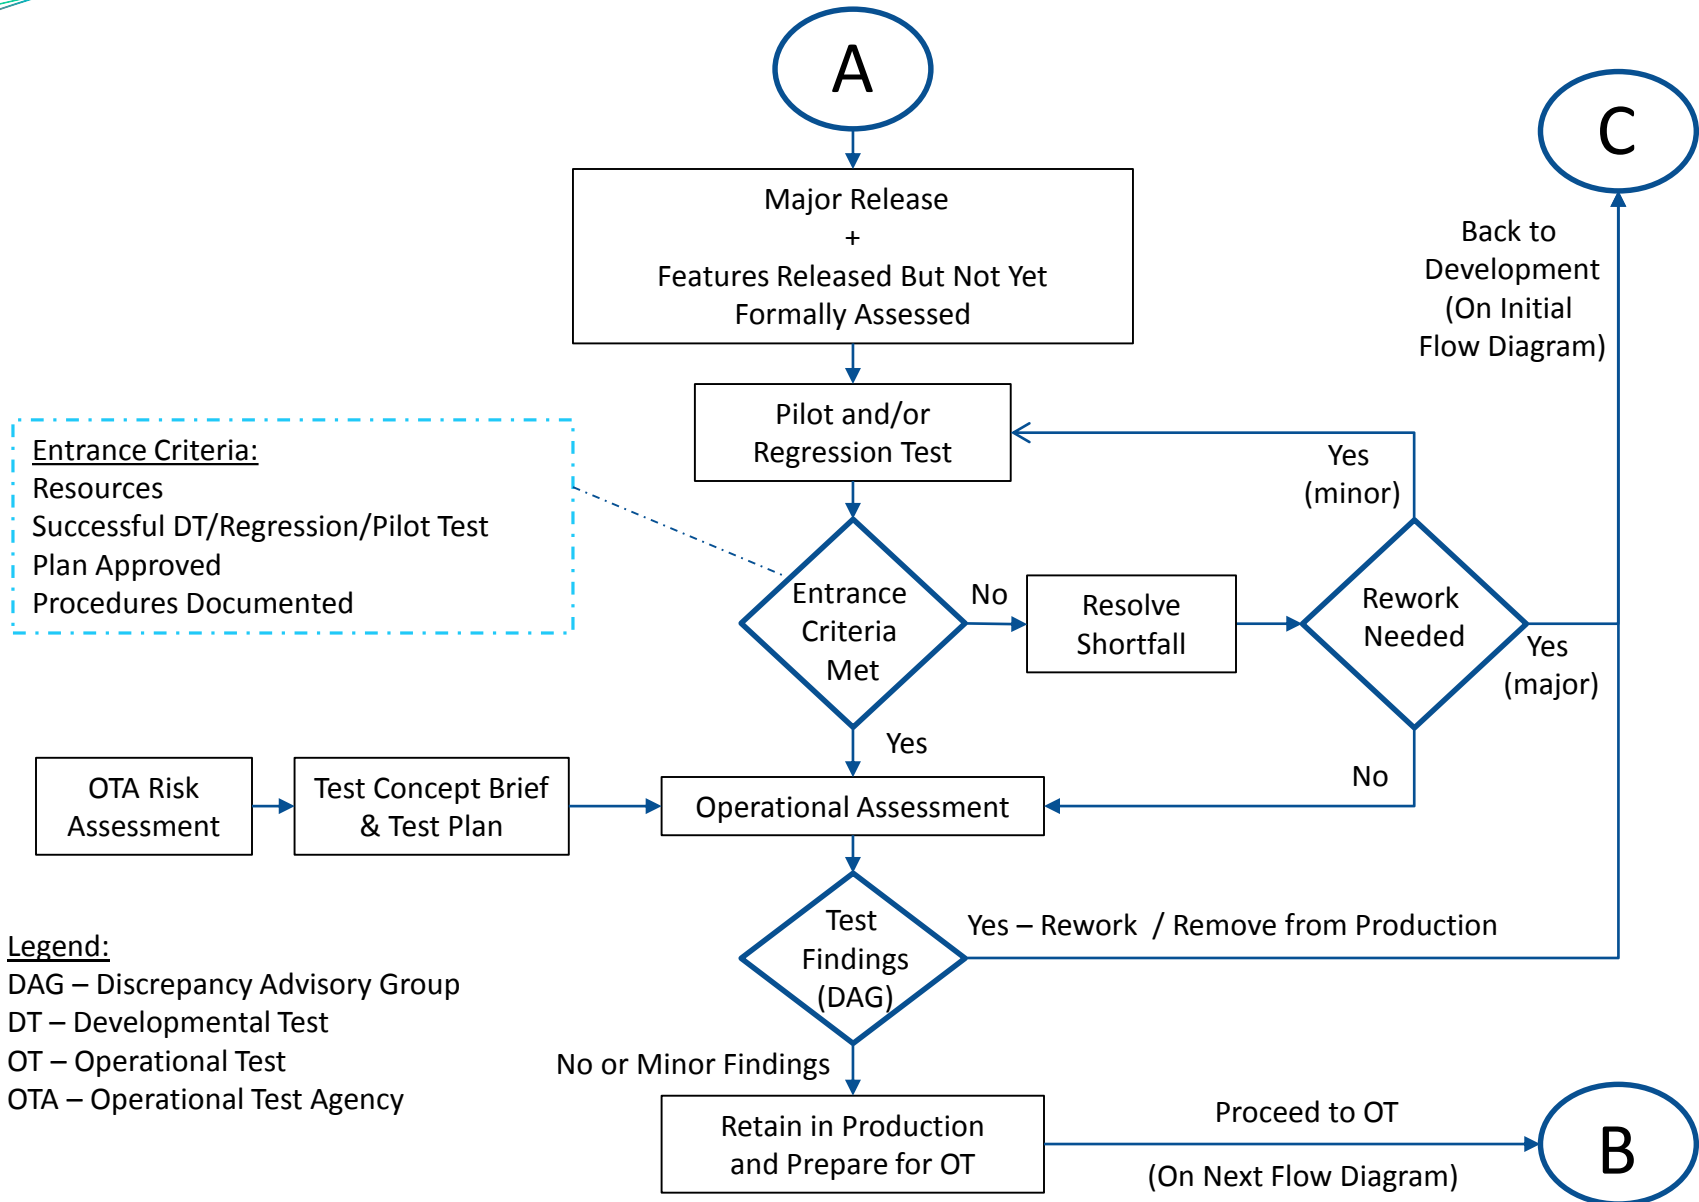 A
C
Major Release
+
Features Released But Not Yet
Formally Assessed
Back to
Development
(On Initial
Flow Diagram)
Pilot and/or
Regression Test
Yes
(minor)
Entrance Criteria:
Resources
Successful DT/Regression/Pilot Test
Plan Approved
Procedures Documented
Entrance
Criteria
Met
No
Resolve
Shortfall
Rework
Needed
Yes
(major)
Yes
No
OTA Risk
Assessment
Test Concept Brief
& Test Plan
Operational Assessment
Test
Findings
(DAG)
Yes – Rework / Remove from Production
Legend:
DAG – Discrepancy Advisory Group
DT – Developmental Test
OT – Operational Test
OTA – Operational Test Agency
No or Minor Findings
Retain in Production
and Prepare for OT
Proceed to OT
(On Next Flow Diagram)
B